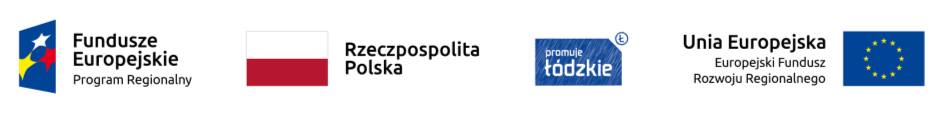 Fundusze
Europejskie
Program Regionalny
Rzeczpospolita
Polska
promuje
łódzkie
Ł
Unia Europejska
Europejski Fundusz
Rozwoju Regionalnego